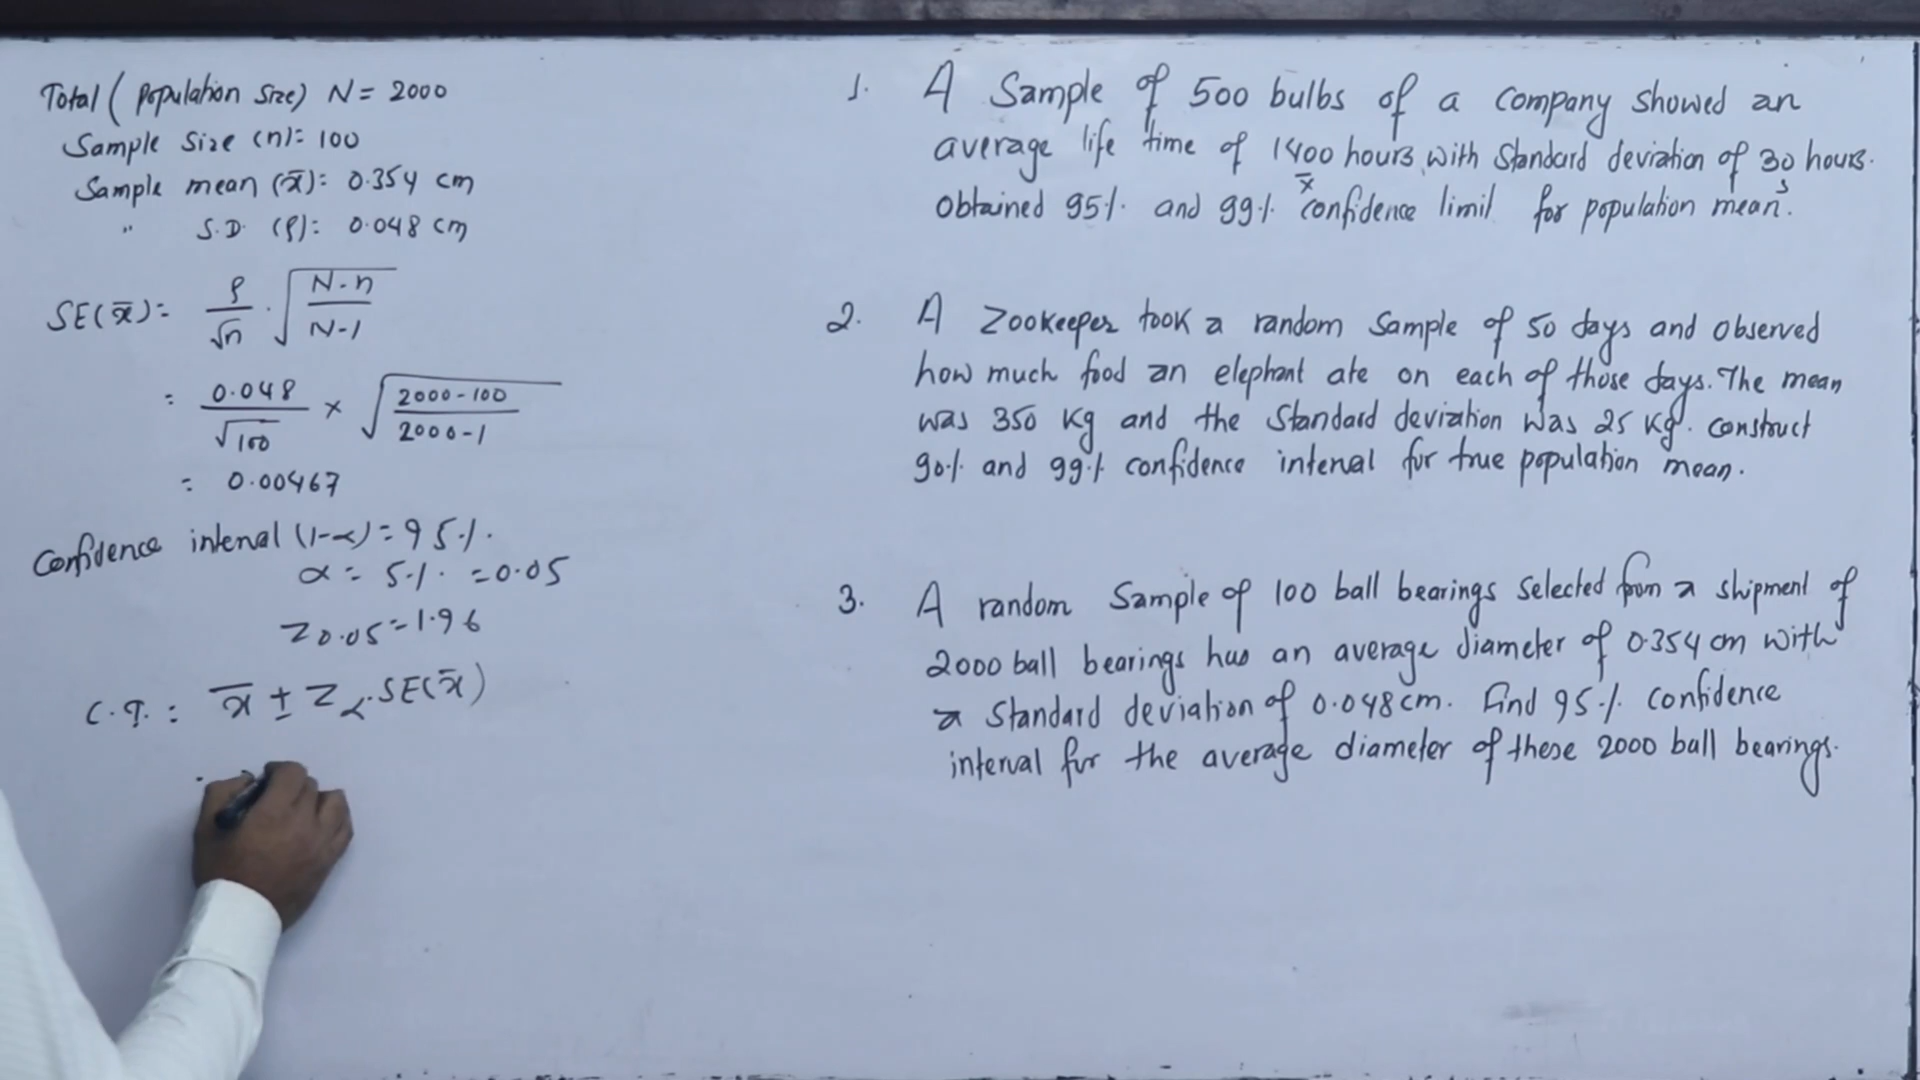 Total (Population Size) N = 2000
Sample Size (n): 100
Sample mean (x̄): 0.354 cm
" S.D. (s): 0.048 cm
SE(x̄) = s/√n · √(N-n/N-1)
= 0.048/√100 × √(2000-100/2000-1)
= 0.00467
Confidence interval (1-α) = 95%.
α = 5% = 0.05
Z0.05 = 1.96
C.I. : x̄ ± Zα.SE(x̄)
1. A Sample of 500 bulbs of a company showed an
average life time of 1400 hours with Standard deviation of 30 hours.
x̄ s
Obtained 95% and 99% confidence limit for population mean.
2. A Zookeeper took a random Sample of 50 days and observed
how much food an elephant ate on each of those days. The mean
was 350 Kg and the Standard deviation was 25 Kg. construct
90% and 99% confidence interval for true population mean.
3. A random Sample of 100 ball bearings selected from a shipment of
2000 ball bearings has an average diameter of 0.354 cm with
a Standard deviation of 0.048cm. Find 95% confidence
interval for the average diameter of these 2000 ball bearings.